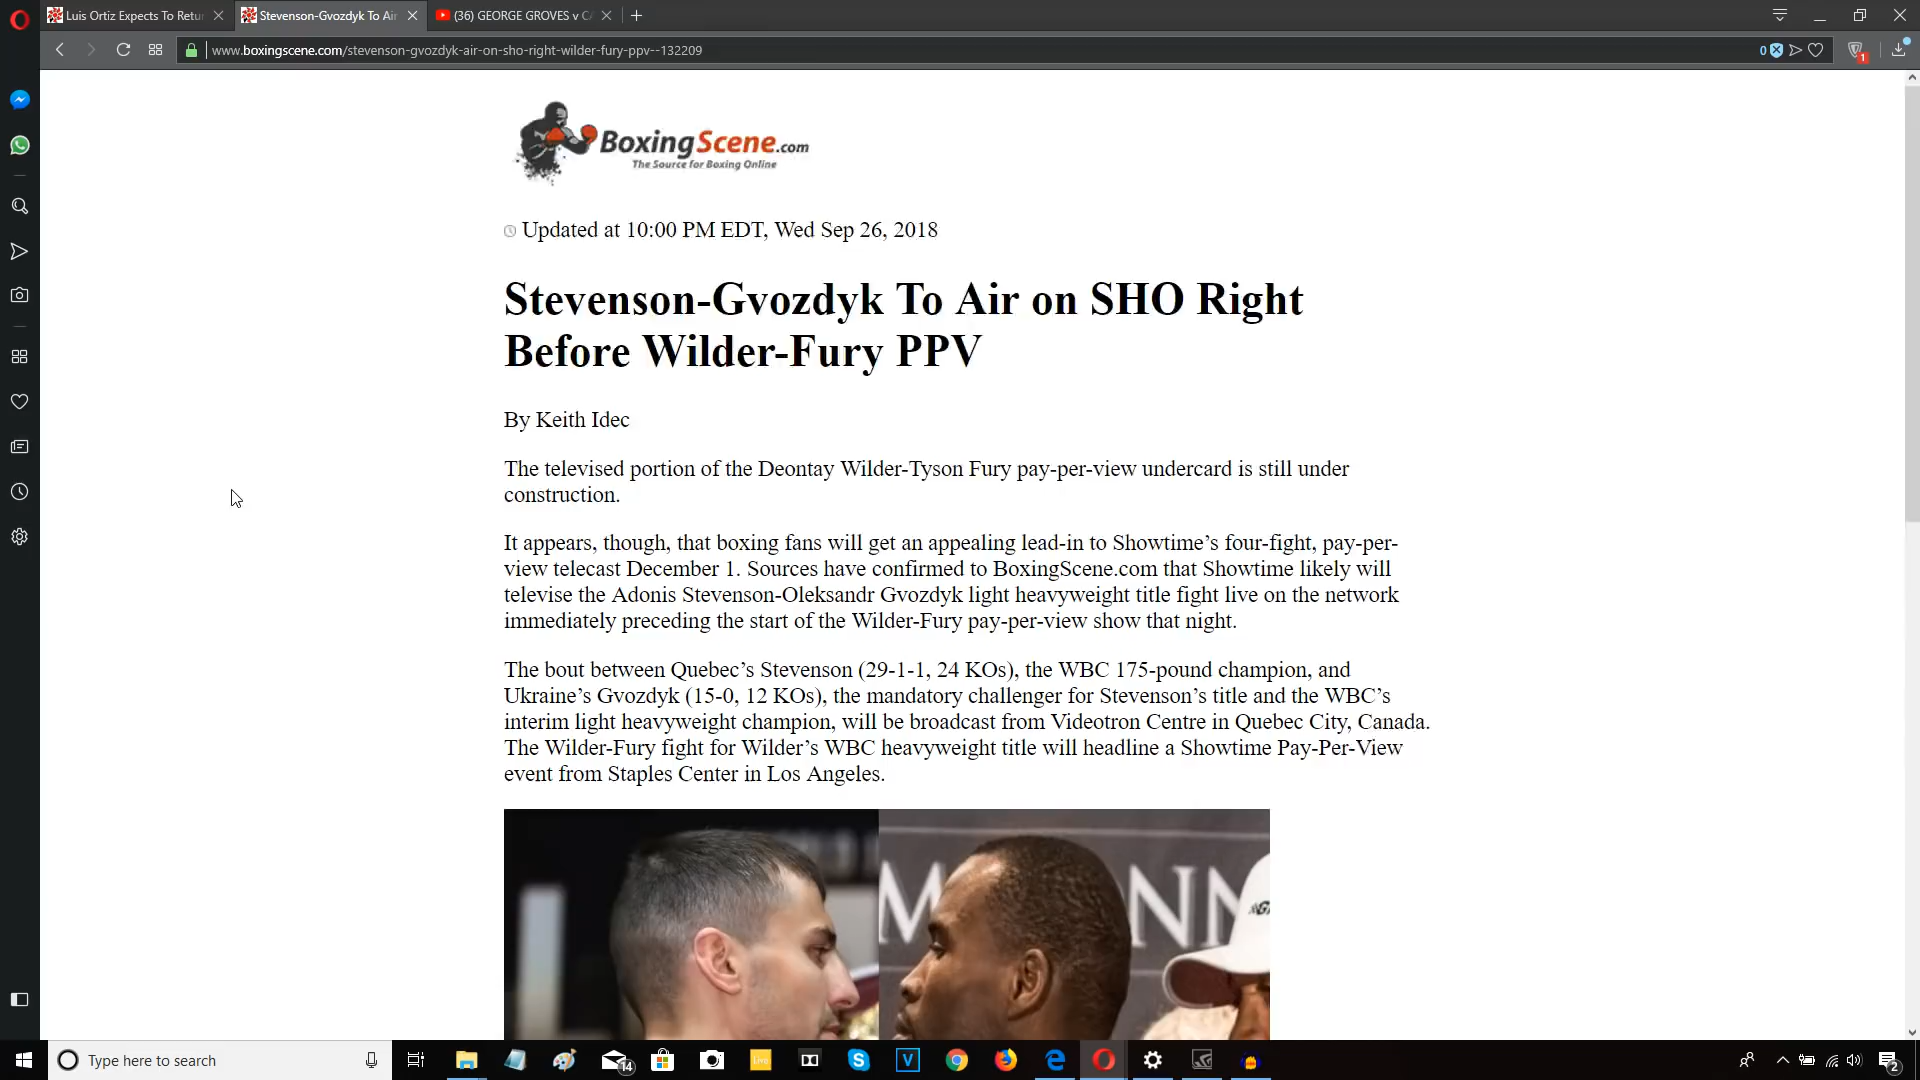 Luis Ortiz Expects To Retu
Stevenson-Gvozdyk To Air
(36) GEORGE GROVES v C
www.boxingscene.com/stevenson-gvozdyk-air-on-sho-right-wilder-fury-ppv--132209
0
1
BoxingScene.com
The Source for Boxing Online
Updated at 10:00 PM EDT, Wed Sep 26, 2018
Stevenson-Gvozdyk To Air on SHO Right
Before Wilder-Fury PPV
By Keith Idec
The televised portion of the Deontay Wilder-Tyson Fury pay-per-view undercard is still under
construction.
It appears, though, that boxing fans will get an appealing lead-in to Showtime’s four-fight, pay-per-
view telecast December 1. Sources have confirmed to BoxingScene.com that Showtime likely will
televise the Adonis Stevenson-Oleksandr Gvozdyk light heavyweight title fight live on the network
immediately preceding the start of the Wilder-Fury pay-per-view show that night.
The bout between Quebec’s Stevenson (29-1-1, 24 KOs), the WBC 175-pound champion, and
Ukraine’s Gvozdyk (15-0, 12 KOs), the mandatory challenger for Stevenson’s title and the WBC’s
interim light heavyweight champion, will be broadcast from Videotron Centre in Quebec City, Canada.
The Wilder-Fury fight for Wilder’s WBC heavyweight title will headline a Showtime Pay-Per-View
event from Staples Center in Los Angeles.
Type here to search
14
2